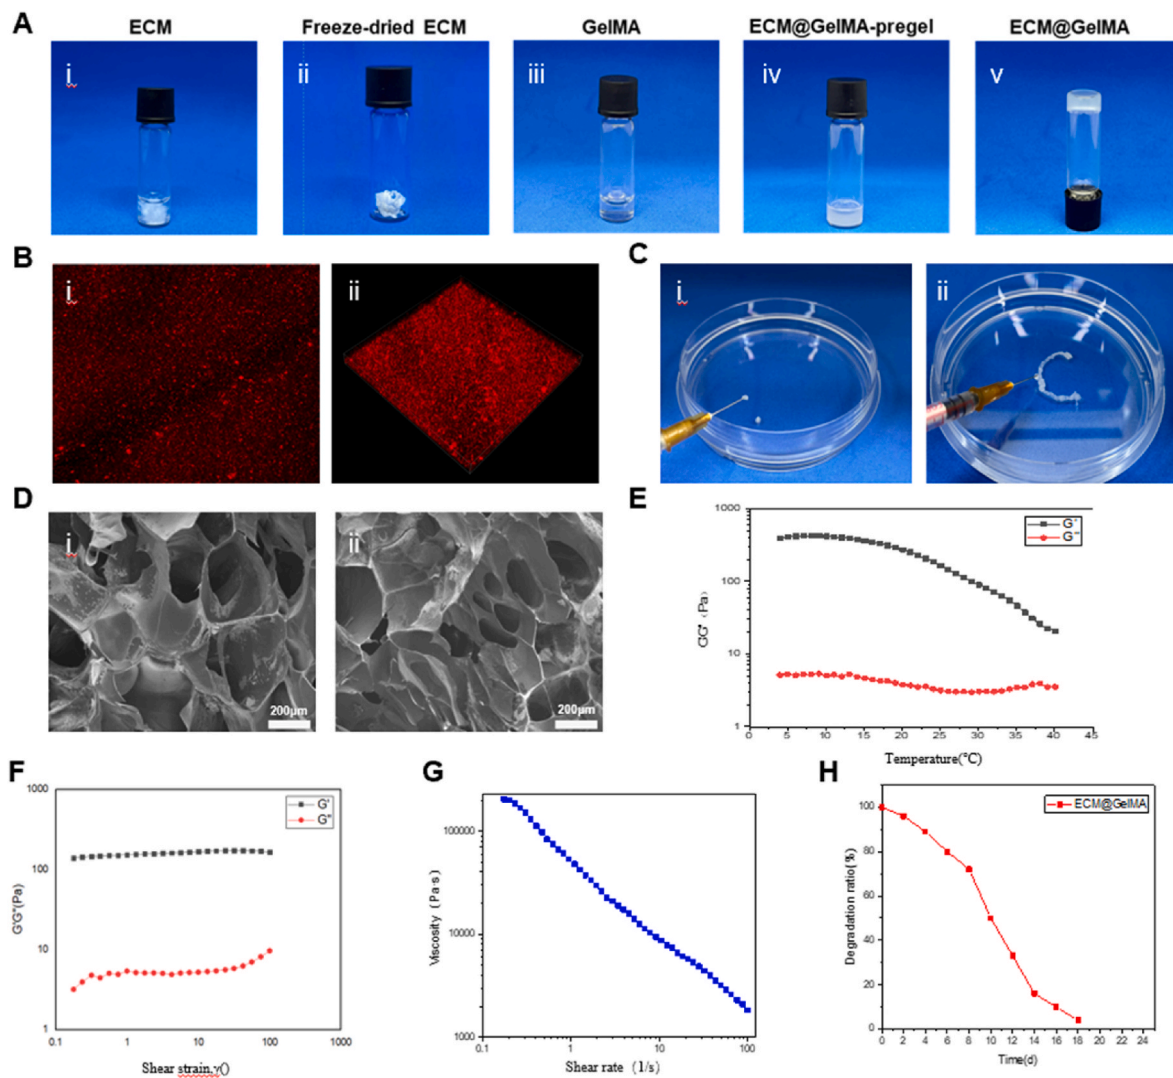 A
ECM
Freeze-dried ECM
GelMA
ECM@GelMA-pregel
ECM@GelMA
i
ii
iii
iv
v
B
i
ii
C
i
ii
D
i
200μm
ii
200μm
E
1000
100
10
1
GG" (Pa)
G'
G"
0 5 10 15 20 25 30 35 40 45
Temperature(°C)
F
1000
100
10
1
G'G"(Pa)
G'
G"
0.1 1 10 100 1000
Shear strain,γ()
G
100000
10000
1000
Viscosity (Pa·s)
0.1 1 10 100
Shear rate (1/s)
H
100
80
60
40
20
0
Degradation ratio(%)
ECM@GelMA
0 2 4 6 8 10 12 14 16 18 20 22 24
Time(d)